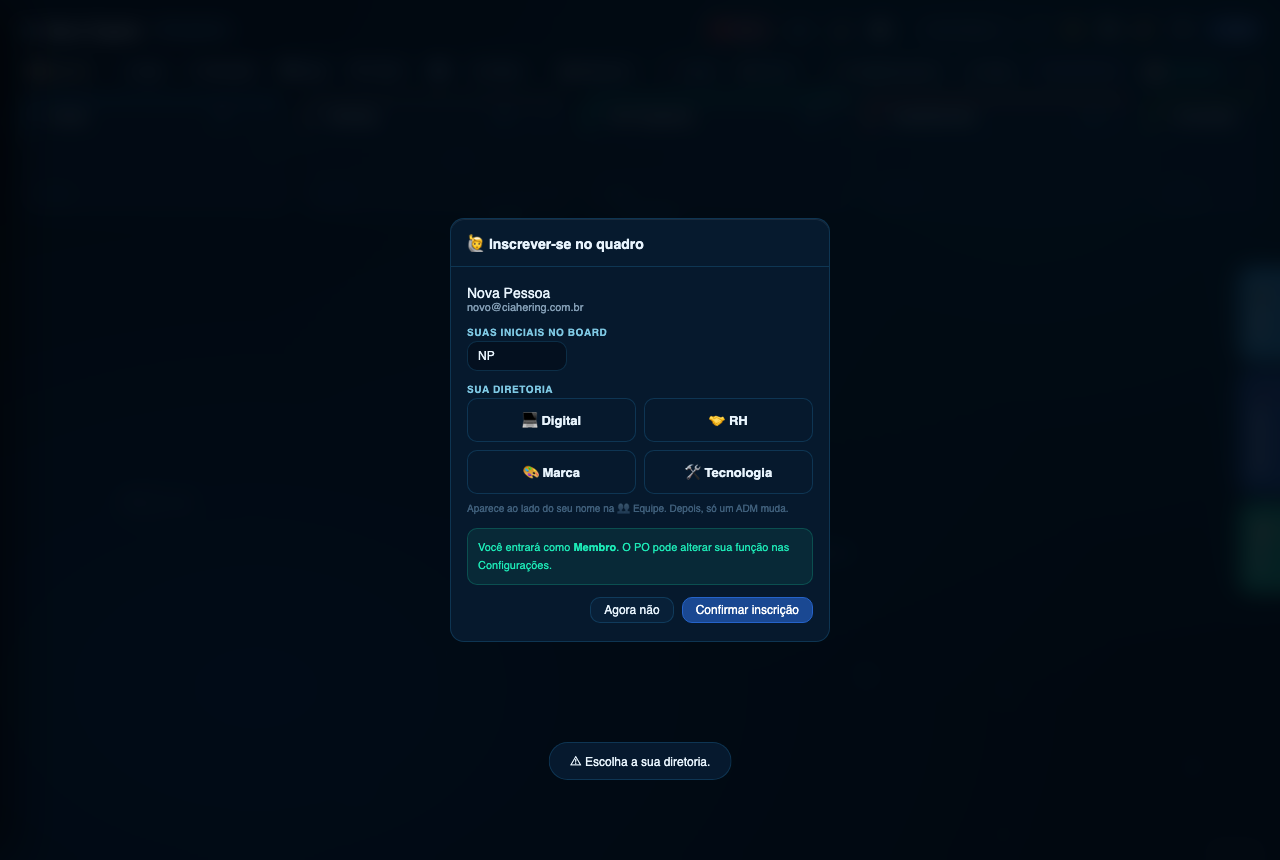 Inscrever-se no quadro
Nova Pessoa
novo@ciahering.com.br
SUAS INICIAIS NO BOARD
NP
SUA DIRETORIA
Digital
RH
Marca
Tecnologia
Aparece ao lado do seu nome na 👥 Equipe. Depois, só um ADM muda.
Você entrará como Membro. O PO pode alterar sua função nas
Configurações.
Agora não
Confirmar inscrição
⚠ Escolha a sua diretoria.